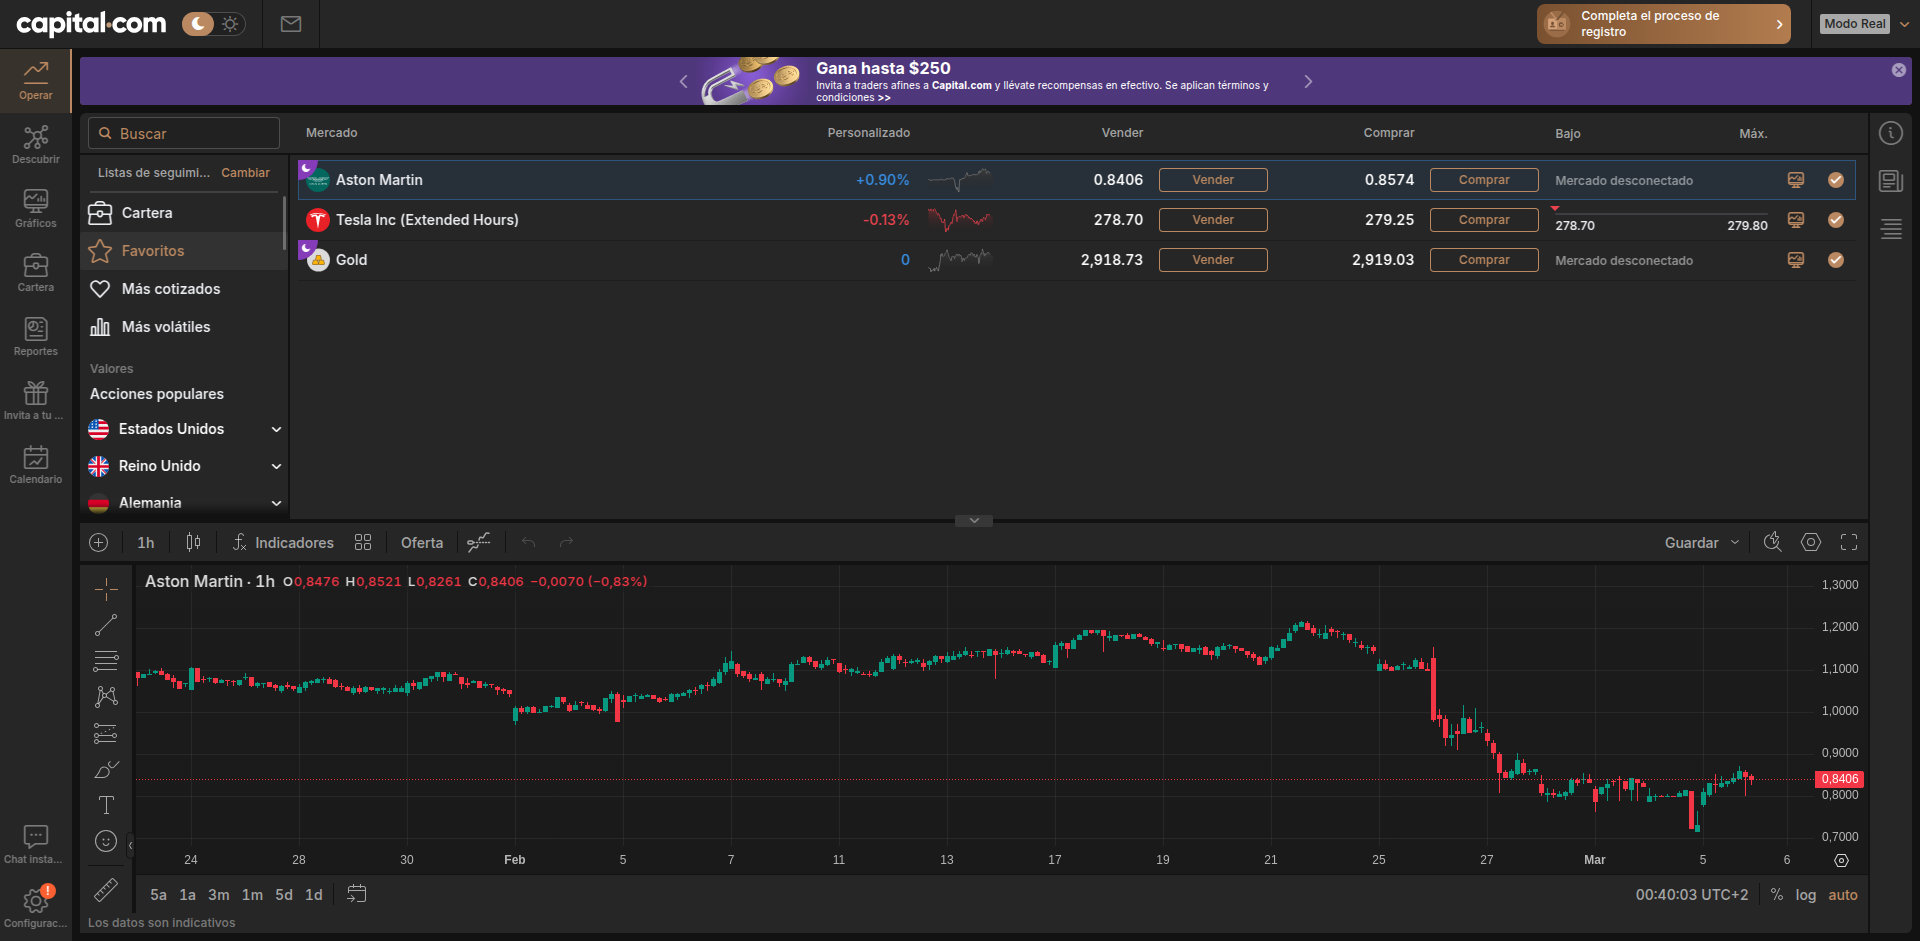 capital.com
Completa el proceso de
registro
Modo Real
Operar
Descubrir
Gráficos
Cartera
Reportes
Invita a tu ...
Calendario
Chat insta...
!
Configurac...
Gana hasta $250
Invita a traders afines a Capital.com y llévate recompensas en efectivo. Se aplican términos y
condiciones >>
Buscar
Listas de seguimi... Cambiar
Cartera
Favoritos
Más cotizados
Más volátiles
Valores
Acciones populares
Estados Unidos
Reino Unido
Alemania
Mercado Personalizado Vender Comprar Bajo Máx.
Aston Martin +0.90% 0.8406 Vender 0.8574 Comprar Mercado desconectado
Tesla Inc (Extended Hours) -0.13% 278.70 Vender 279.25 Comprar 278.70 279.80
Gold 0 2,918.73 Vender 2,919.03 Comprar Mercado desconectado
1h Indicadores Oferta Guardar
Aston Martin · 1h O0,8476 H0,8521 L0,8261 C0,8406 −0,0070 (−0,83%)
1,3000
1,2000
1,1000
1,0000
0,9000
0,8406
0,8000
0,7000
24 28 30 Feb 5 7 11 13 17 19 21 25 27 Mar 5 6
5a 1a 3m 1m 5d 1d 00:40:03 UTC+2 % log auto
Los datos son indicativos